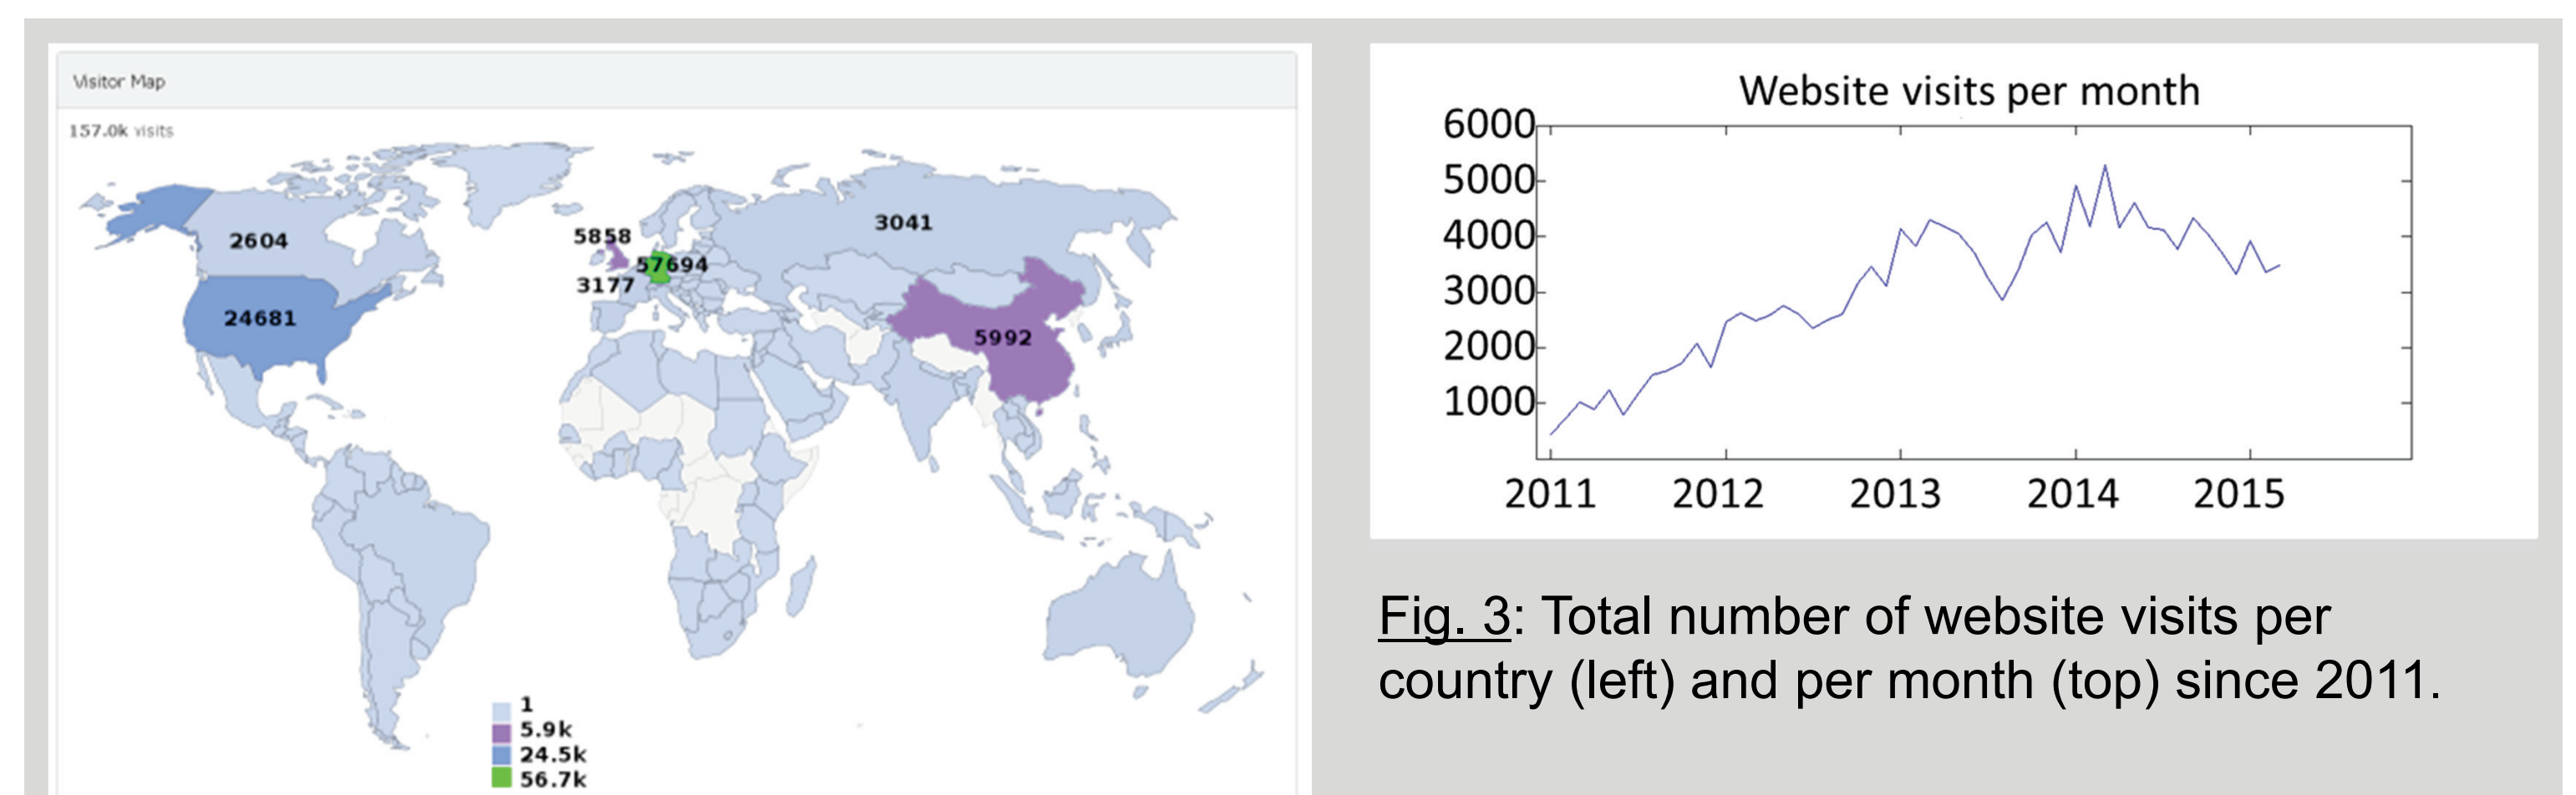 Visitor Map
157.0k visits
2604
24681
5858
57694
3177
3041
5992
1
5.9k
24.5k
56.7k
Website visits per month
6000
5000
4000
3000
2000
1000
2011 2012 2013 2014 2015
Fig. 3: Total number of website visits per
country (left) and per month (top) since 2011.